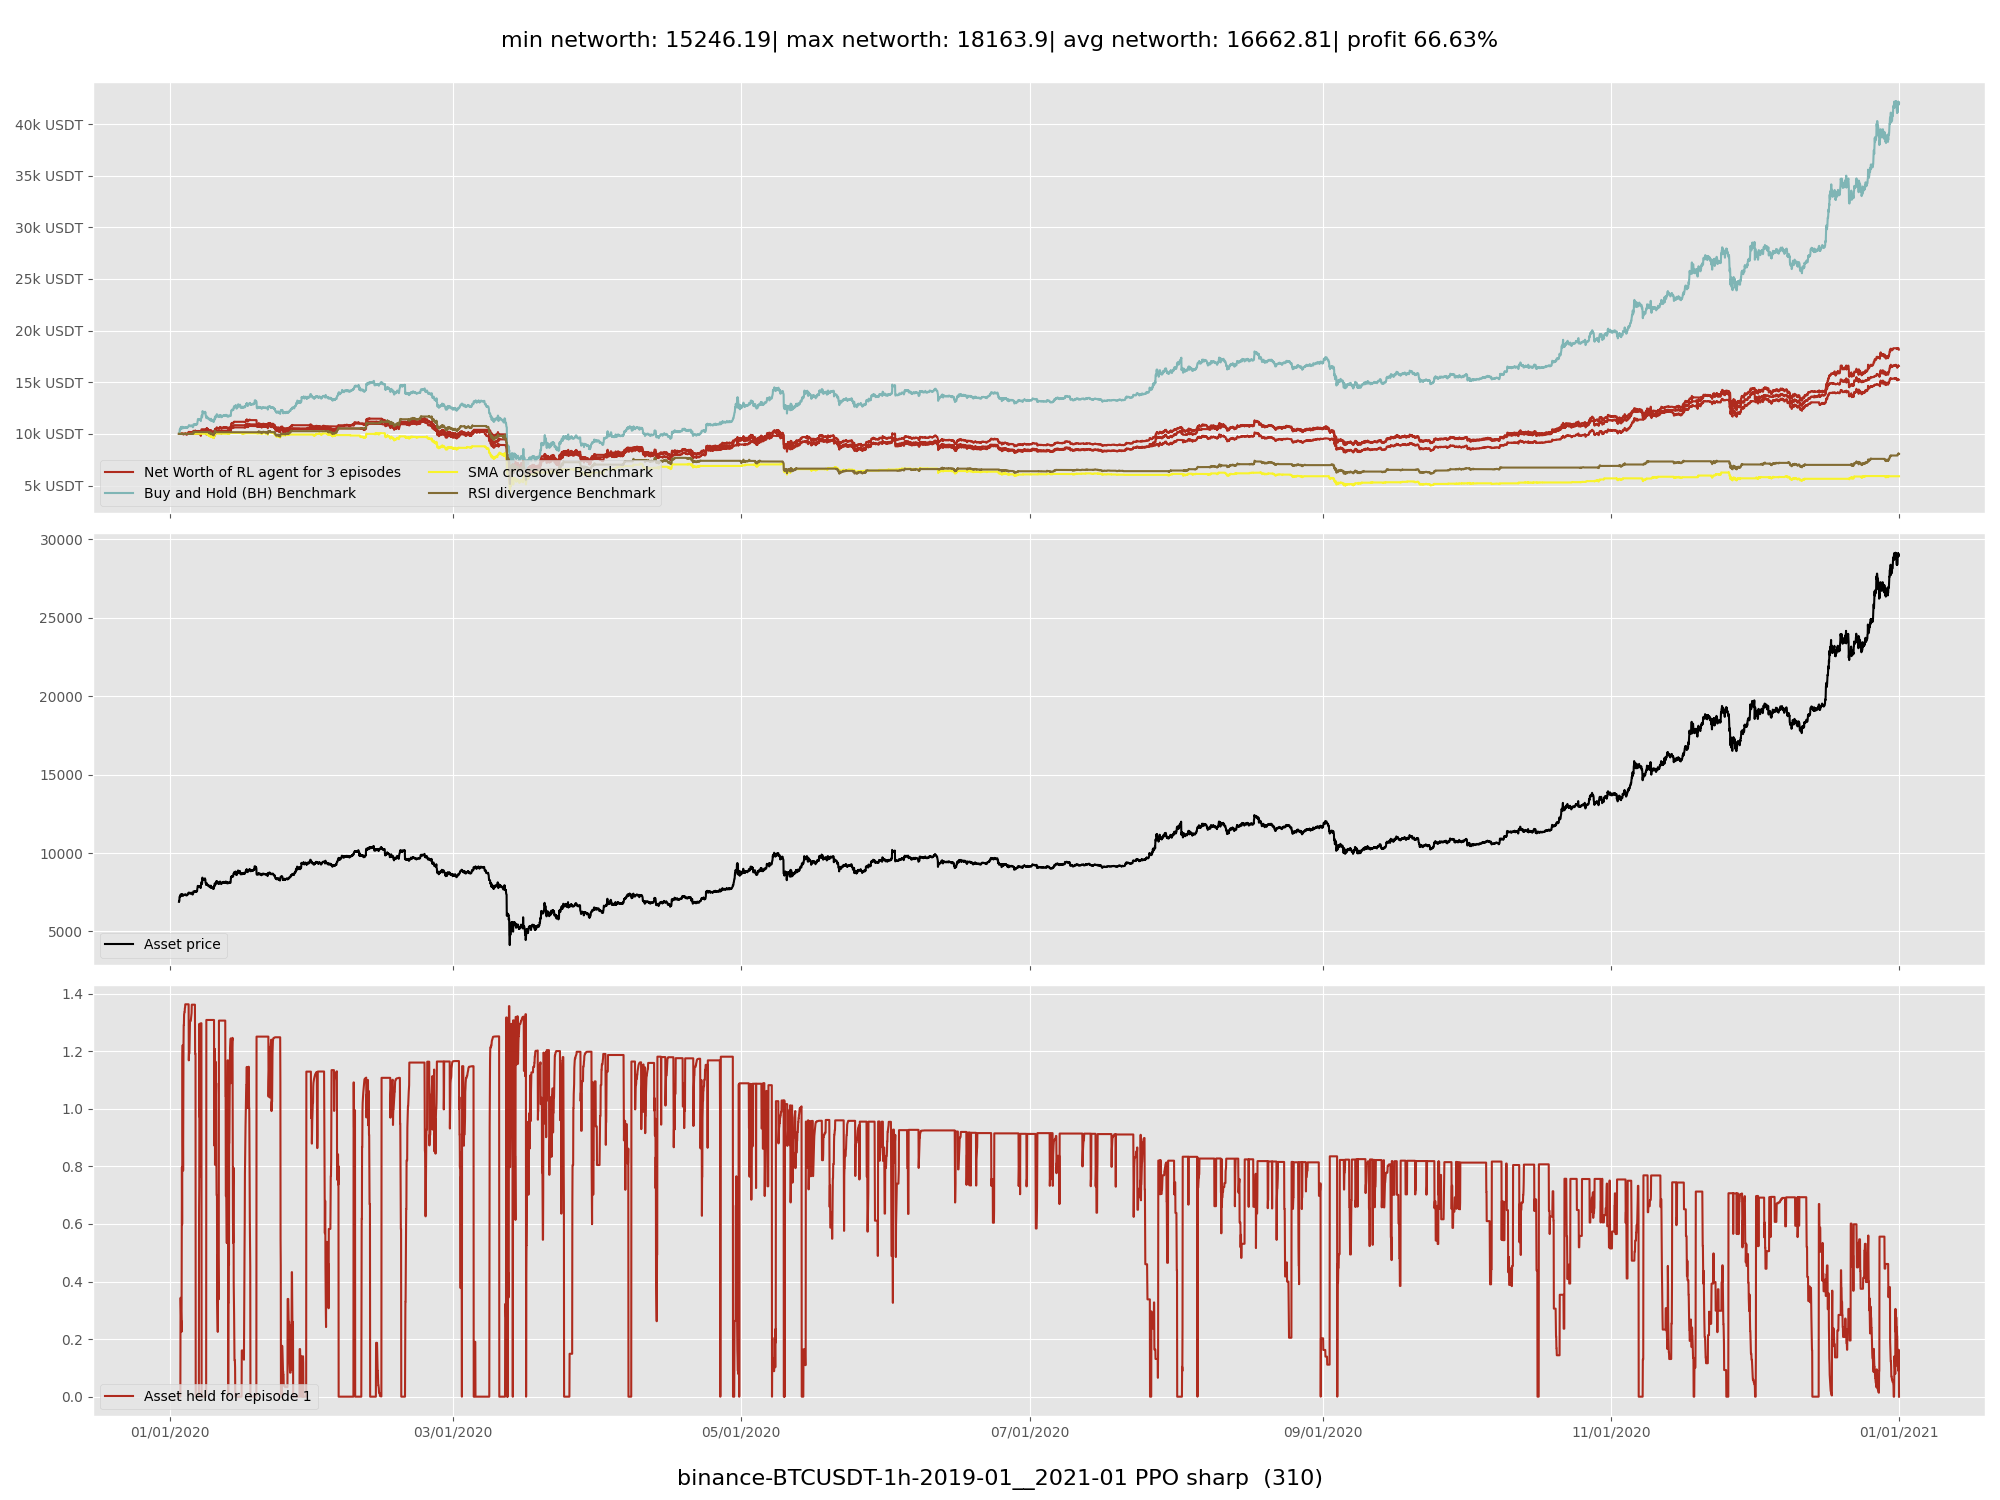 min networth: 15246.19| max networth: 18163.9| avg networth: 16662.81| profit 66.63%
40k USDT
35k USDT
30k USDT
25k USDT
20k USDT
15k USDT
10k USDT
5k USDT
Net Worth of RL agent for 3 episodes
Buy and Hold (BH) Benchmark
SMA crossover Benchmark
RSI divergence Benchmark
30000
25000
20000
15000
10000
5000
Asset price
1.4
1.2
1.0
0.8
0.6
0.4
0.2
0.0
Asset held for episode 1
01/01/2020 03/01/2020 05/01/2020 07/01/2020 09/01/2020 11/01/2020 01/01/2021
binance-BTCUSDT-1h-2019-01__2021-01 PPO sharp (310)